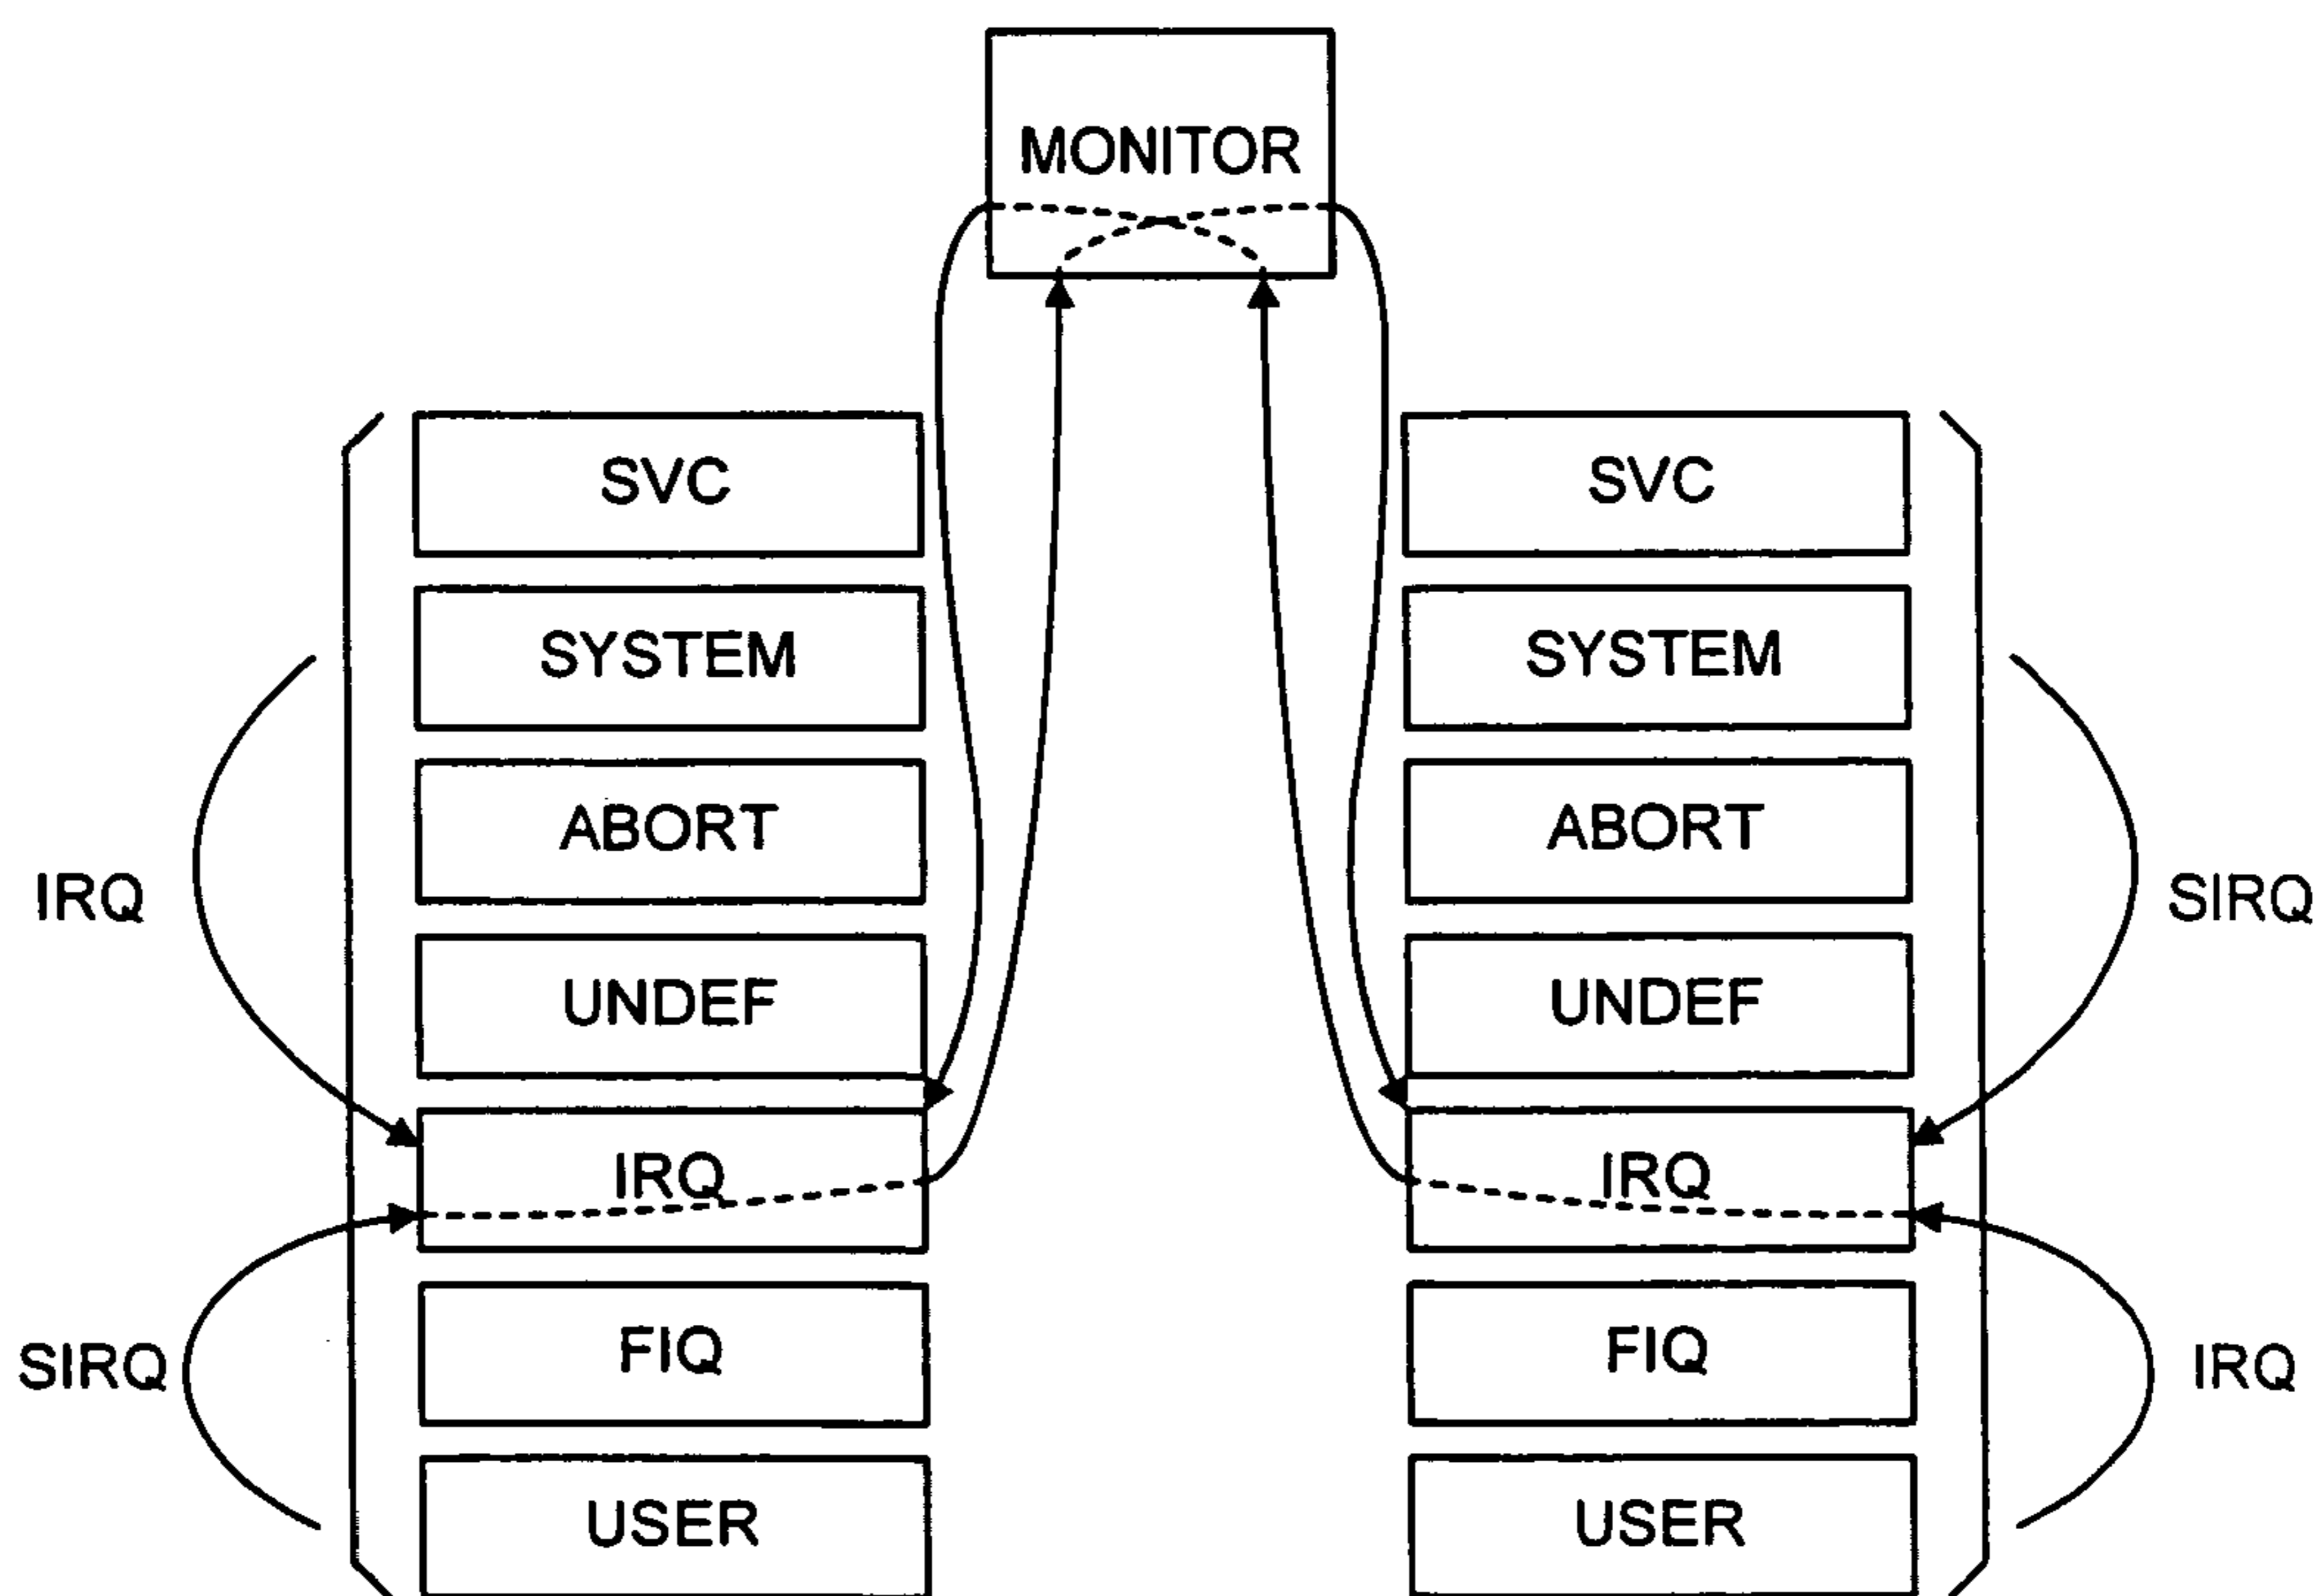 MONITOR
SVC
SVC
SYSTEM
SYSTEM
ABORT
ABORT
IRQ
SIRQ
UNDEF
UNDEF
IRQ
IRQ
FIQ
FIQ
SIRQ
IRQ
USER
USER